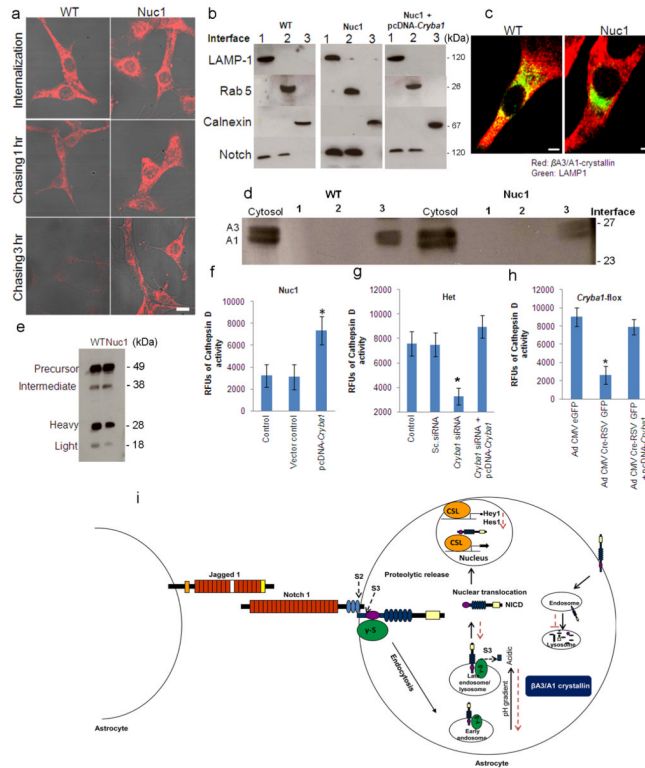 a
WT
Nuc1
Internalization
Chasing 1 hr
Chasing 3 hr
b
WT
Nuc1
Nuc1 +
pcDNA-Cryba1
Interface
1 2 3 1 2 3 1 2 3 (kDa)
LAMP-1 - 120
Rab 5 - 26
Calnexin - 67
Notch - 120
c
WT
Nuc1
Red: βA3/A1-crystallin
Green: LAMP1
d
WT
Nuc1
Cytosol 1 2 3 Cytosol 1 2 3 Interface
A3
A1
- 27
- 23
e
WT Nuc1 (kDa)
Precursor - 49
Intermediate - 38
Heavy - 28
Light - 18
f
Nuc1
RFUs of Cathepsin D
activity
10000
8000
6000
4000
2000
0
*
Control
Vector control
pcDNA-Cryba1
g
Het
RFUs of Cathepsin D
activity
12000
10000
8000
6000
4000
2000
*
Control
Sc.siRNA
Cryba1 siRNA
Cryba1 siRNA +
pcDNA-Cryba1
h
Cryba1-flox
RFUs of Cathepsin D
activity
12000
10000
8000
6000
4000
2000
0
*
Ad CMV eGFP
Ad CMV Cre-RSV GFP
Ad CMV Cre-RSV GFP
+ pcDNA-Cryba1
i
CSL
Hey1
Hes1
CSL
Nucleus
Jagged 1
Notch 1
S2
S3
γ-S
Proteolytic release
Nuclear translocation
NICD
Endosome
Lysosome
Endocytosis
S3
Late
endosome/
lysosome
Acidic
pH gradient
βA3/A1 crystallin
Early
endosome
Astrocyte
Astrocyte